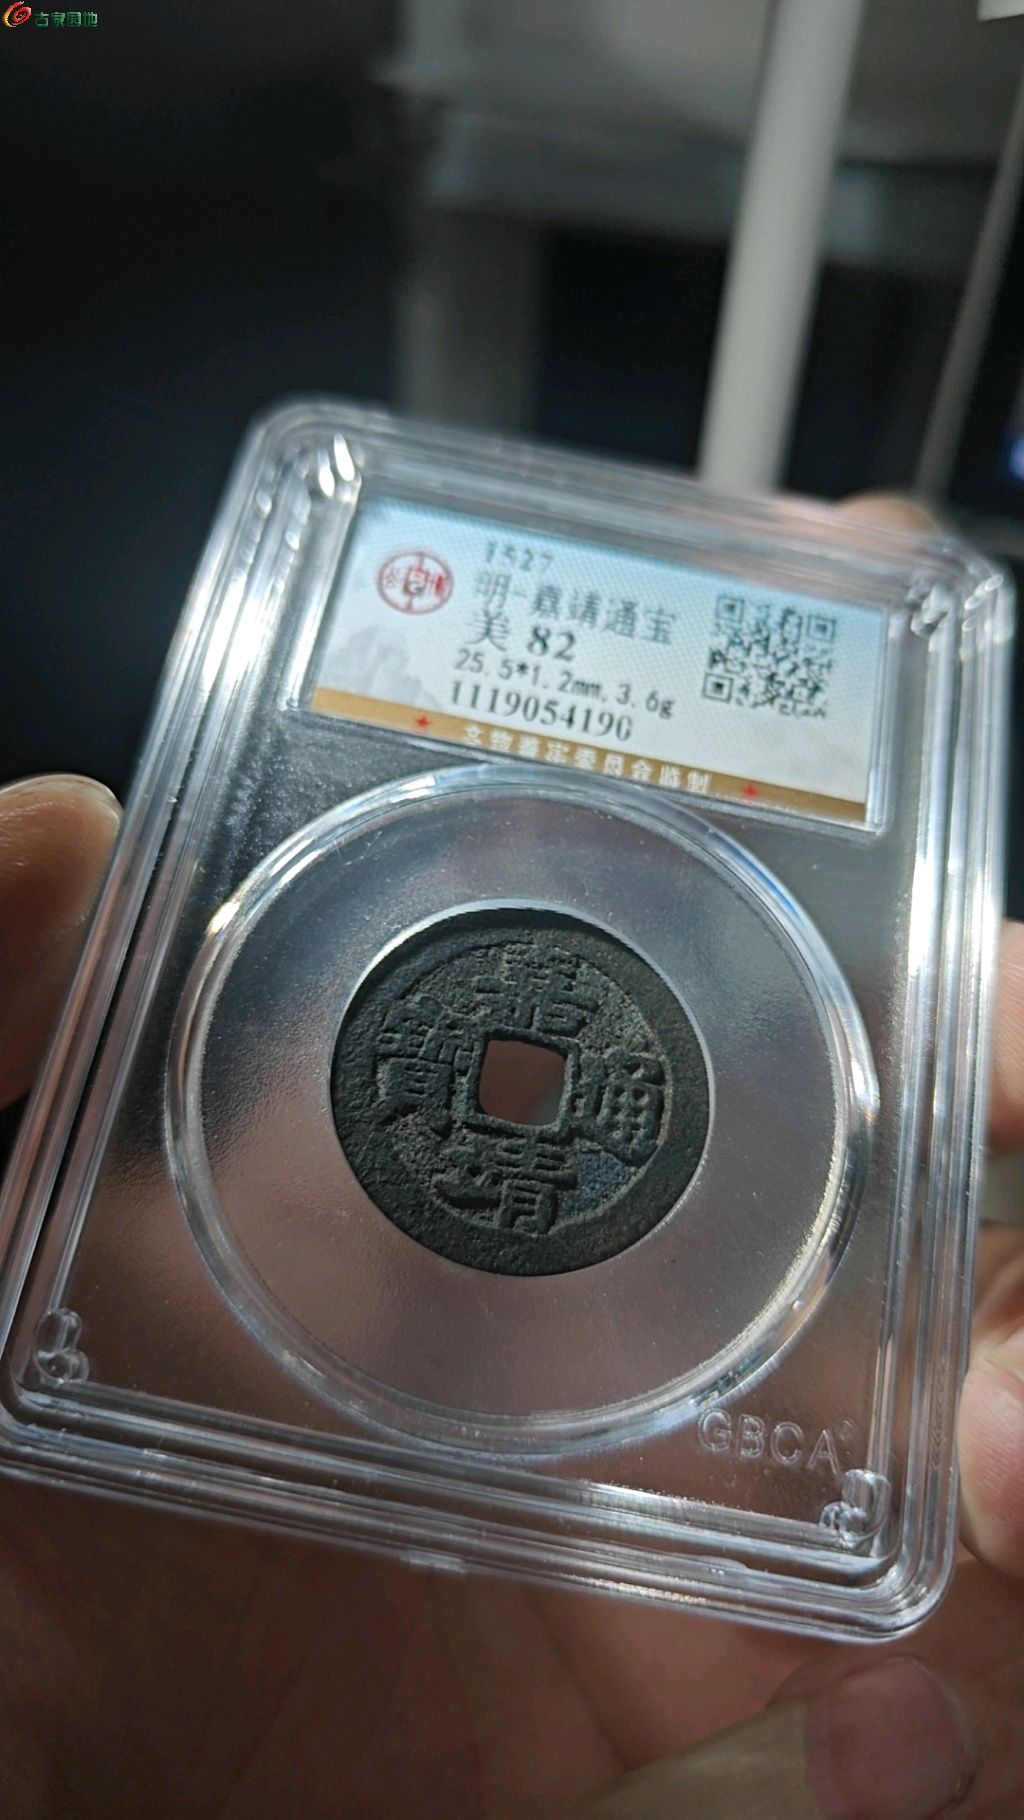 古泉园地
1527
明-嘉靖通宝
美 82
25.5*1.2mm,3.6g
1119054190
文物鉴定委员会监制
嘉靖通寶
GBCA